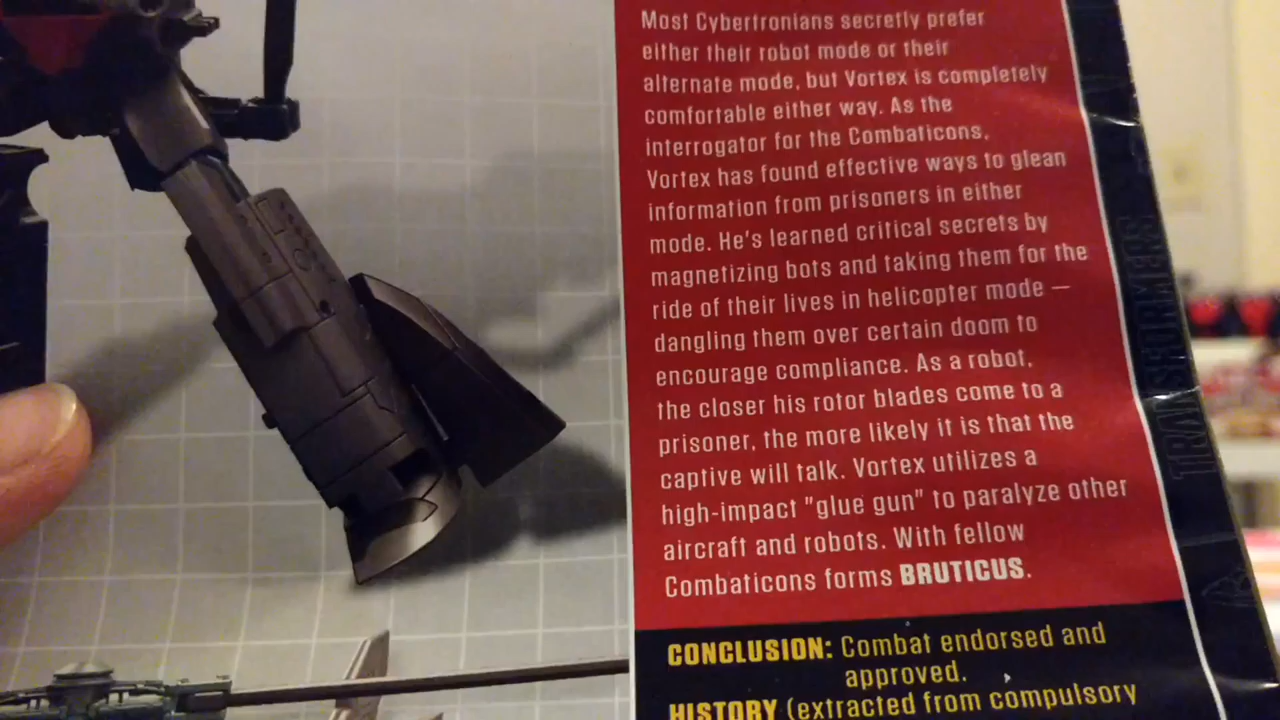 Most Cybertronians secretly prefer
either their robot mode or their
alternate mode, but Vortex is completely
comfortable either way. As the
interrogator for the Combaticons,
Vortex has found effective ways to glean
information from prisoners in either
mode. He's learned critical secrets by
magnetizing bots and taking them for the
ride of their lives in helicopter mode —
dangling them over certain doom to
encourage compliance. As a robot,
the closer his rotor blades come to a
prisoner, the more likely it is that the
captive will talk. Vortex utilizes a
high-impact "glue gun" to paralyze other
aircraft and robots. With fellow
Combaticons forms BRUTICUS.
CONCLUSION: Combat endorsed and
approved.
HISTORY (extracted from compulsory
TRANSFORMERS